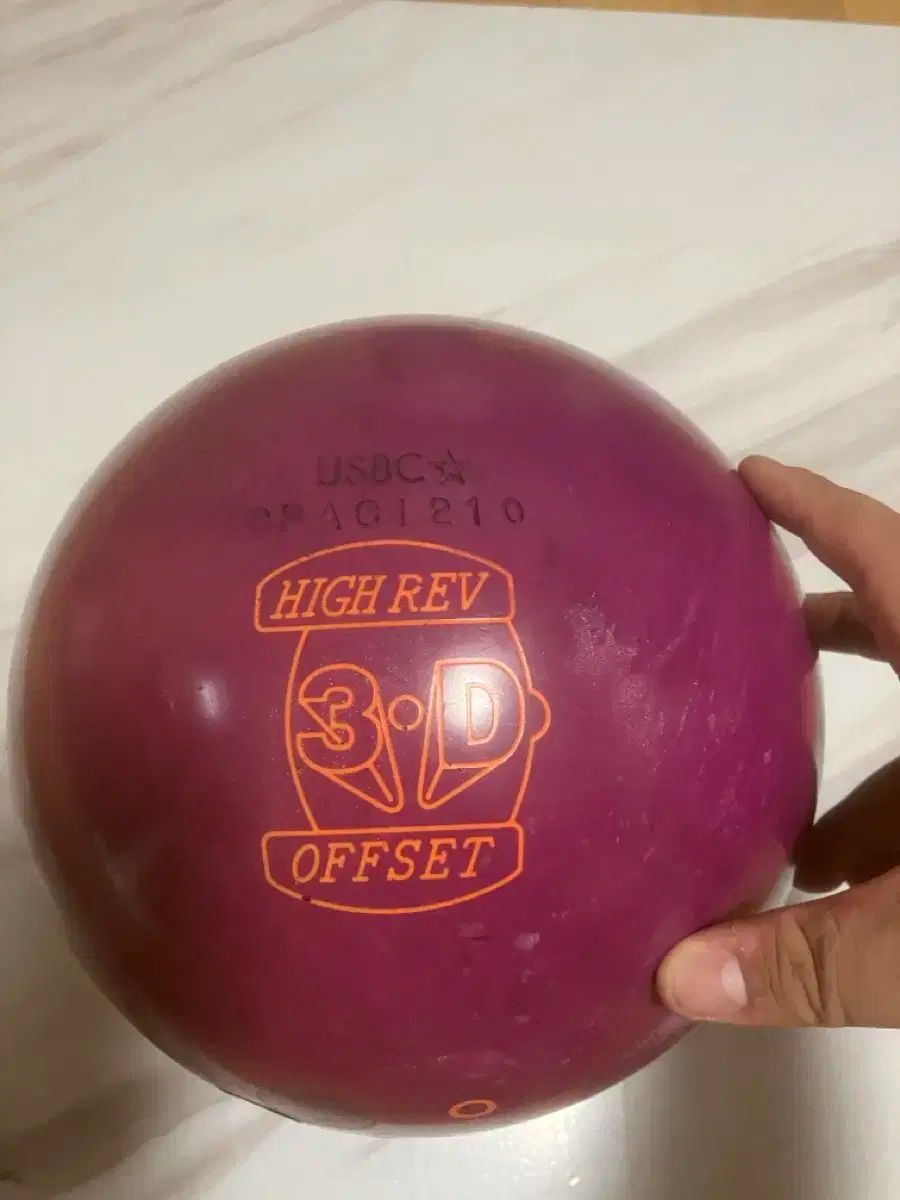 USBC☆
HIGH REV
3•D
OFFSET